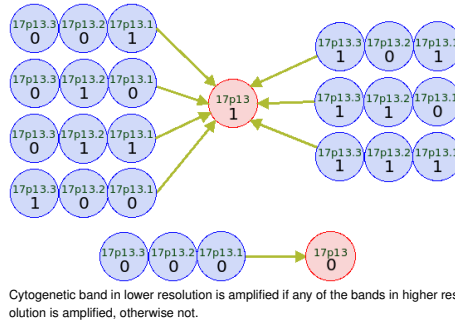 17p13.3 17p13.2 17p13.1
0 0 1
17p13.3 17p13.2 17p13.1
0 1 0
17p13.3 17p13.2 17p13.1
0 1 1
17p13.3 17p13.2 17p13.1
1 0 0
17p13
1
17p13.3 17p13.2 17p13.1
1 0 1
17p13.3 17p13.2 17p13.1
1 1 0
17p13.3 17p13.2 17p13.1
1 1 1
17p13.3 17p13.2 17p13.1
0 0 0
17p13
0
Cytogenetic band in lower resolution is amplified if any of the bands in higher res
olution is amplified, otherwise not.